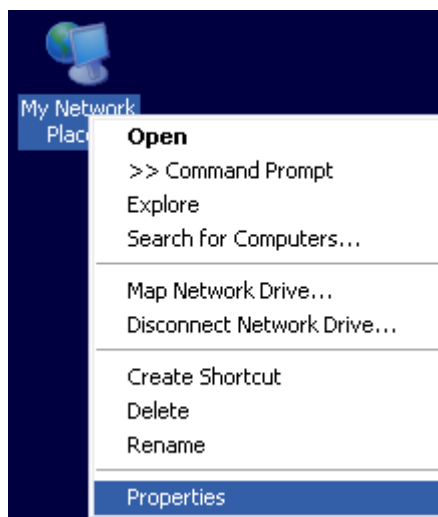 My Network
Plac
Open
>> Command Prompt
Explore
Search for Computers...
Map Network Drive...
Disconnect Network Drive...
Create Shortcut
Delete
Rename
Properties